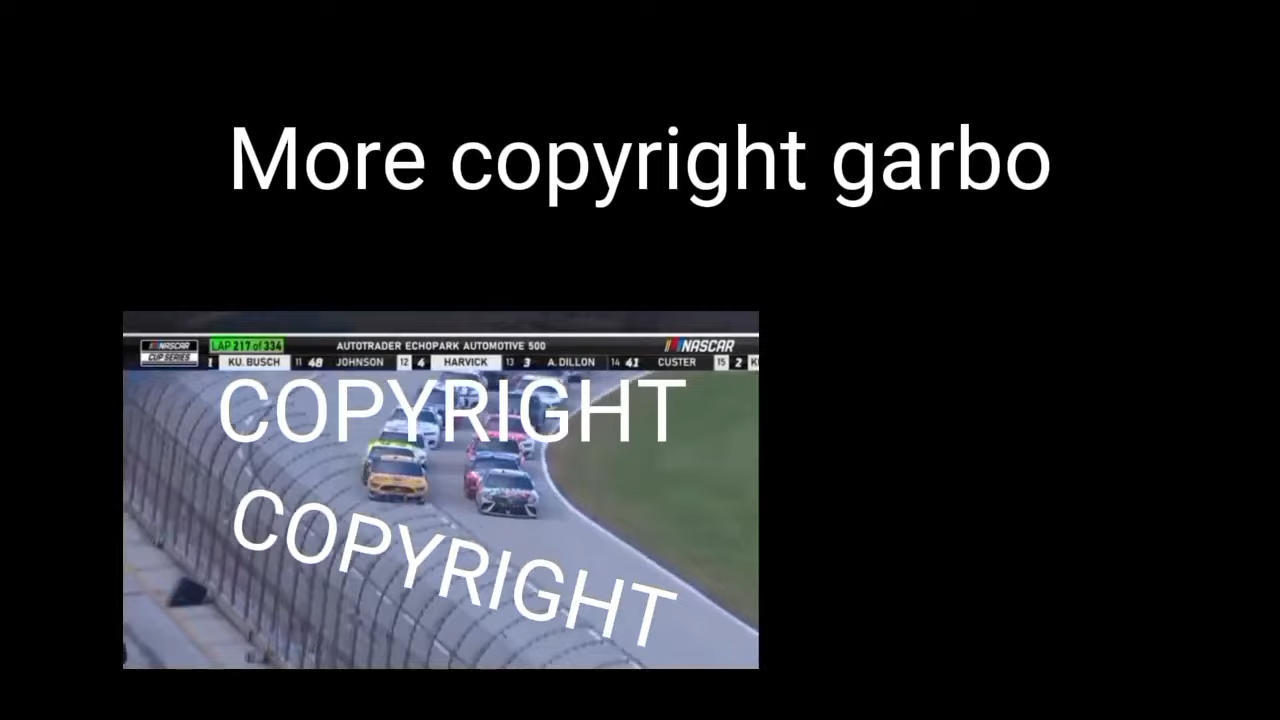 More copyright garbo
NASCAR CUP SERIES LAP 217 of 334 AUTOTRADER ECHOPARK AUTOMOTIVE 500 NASCAR
1 KU. BUSCH 11 48 JOHNSON 12 4 HARVICK 13 3 A. DILLON 14 41 CUSTER 15 2
COPYRIGHT
COPYRIGHT